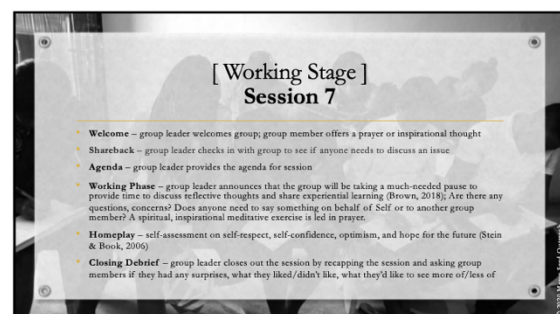 [ Working Stage ]
Session 7
Welcome – group leader welcomes group; group member offers a prayer or inspirational thought
Shareback – group leader checks in with group to see if anyone needs to discuss an issue
Agenda – group leader provides the agenda for session
Working Phase – group leader announces that the group will be taking a much-needed pause to
provide time to discuss reflective thoughts and share experiential learning (Brown, 2018); Are there any
questions, concerns? Does anyone need to say something on behalf of Self or to another group
member? A spiritual, inspirational meditative exercise is led in prayer.
Homeplay – self-assessment on self-respect, self-confidence, optimism, and hope for the future (Stein
& Book, 2006)
Closing Debrief – group leader closes out the session by recapping the session and asking group
members if they had any surprises, what they liked/didn't like, what they'd like to see more of/less of